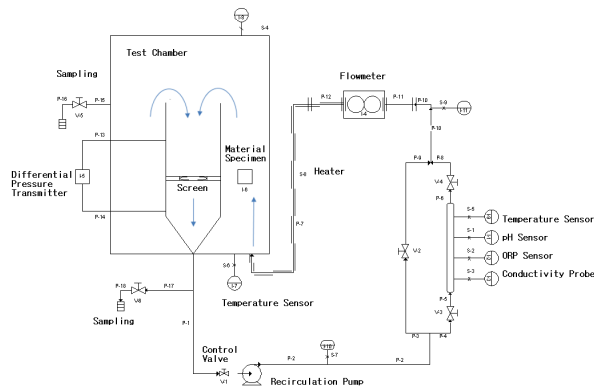 I-9
S-4
Test Chamber
Sampling
P-16
P-15
V-5
P-13
Differential
Pressure
Transmitter
I-5
P-14
Material
Specimen
I-8
Screen
Flowmeter
P-12
P-11
I-4
P-10
S-9
I-11
P-10
Heater
S-8
P-7
P-9
P-8
V-4
P-6
V-2
S-5
Temperature Sensor
S-1
pH Sensor
S-2
ORP Sensor
S-3
Conductivity Probe
P-5
V-3
P-3
P-4
S-6
I-7
Temperature Sensor
P-18
P-17
V-6
Sampling
P-1
Control
Valve
V-1
P-2
I-10
S-7
P-2
Recirculation Pump